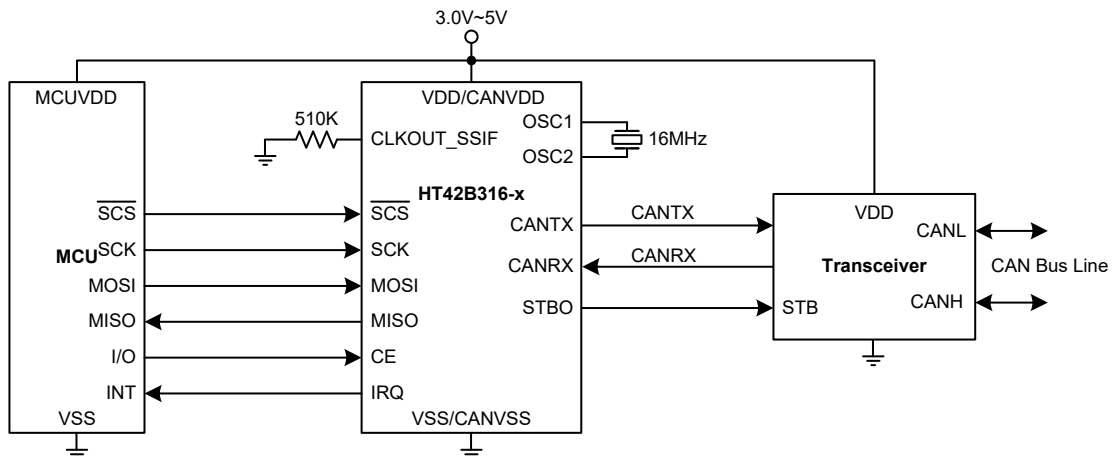 3.0V~5V
MCUVDD
VDD/CANVDD
510K
CLKOUT_SSIF
OSC1
OSC2
16MHz
HT42B316-x
MCU
SCS
SCK
MOSI
MISO
I/O
INT
VSS
SCS
SCK
MOSI
MISO
CE
IRQ
VSS/CANVSS
CANTX
CANRX
STBO
CANTX
CANRX
VDD
CANL
Transceiver
CANH
STB
CAN Bus Line